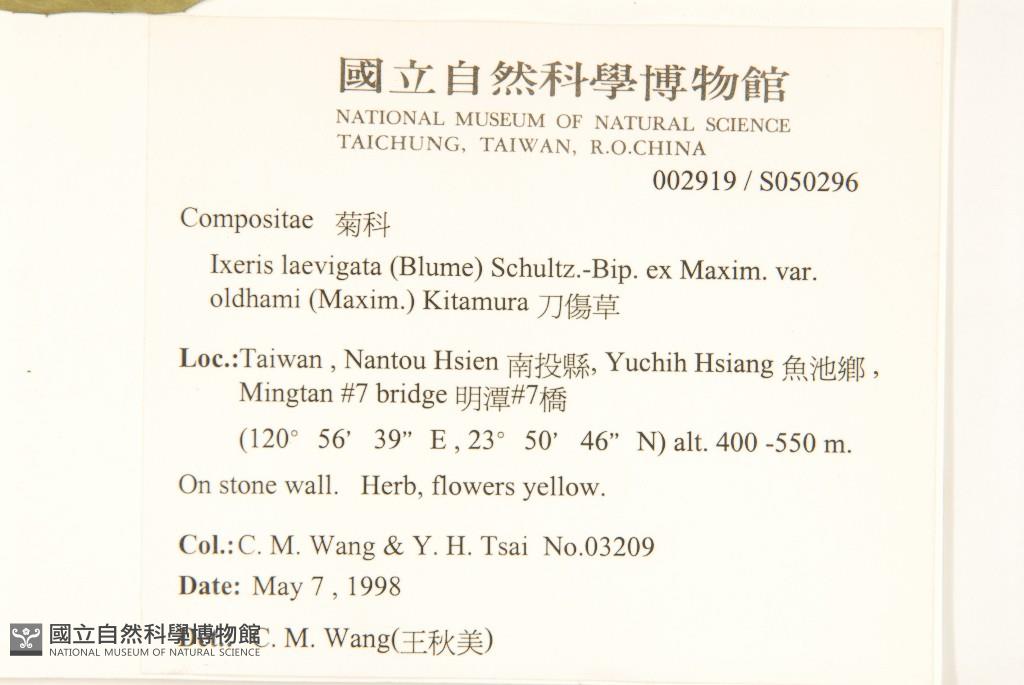 國立自然科學博物館
NATIONAL MUSEUM OF NATURAL SCIENCE
TAICHUNG, TAIWAN, R.O.CHINA
002919 / S050296
Compositae 菊科
Ixeris laevigata (Blume) Schultz.-Bip. ex Maxim. var.
oldhami (Maxim.) Kitamura 刀傷草
Loc.:Taiwan , Nantou Hsien 南投縣, Yuchih Hsiang 魚池鄉 ,
Mingtan #7 bridge 明潭#7橋
(120° 56’ 39” E , 23° 50’ 46” N) alt. 400 -550 m.
On stone wall. Herb, flowers yellow.
Col.:C. M. Wang & Y. H. Tsai No.03209
Date: May 7 , 1998
C. M. Wang(王秋美)
國立自然科學博物館
NATIONAL MUSEUM OF NATURAL SCIENCE